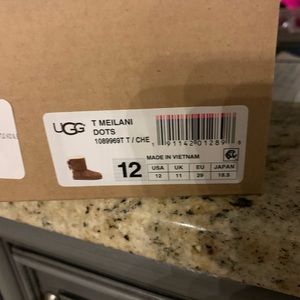 UGG
T MEILANI
DOTS
1089969T T / CHE
MADE IN VIETNAM
12
USA UK EU JAPAN
12 11 29 18.5